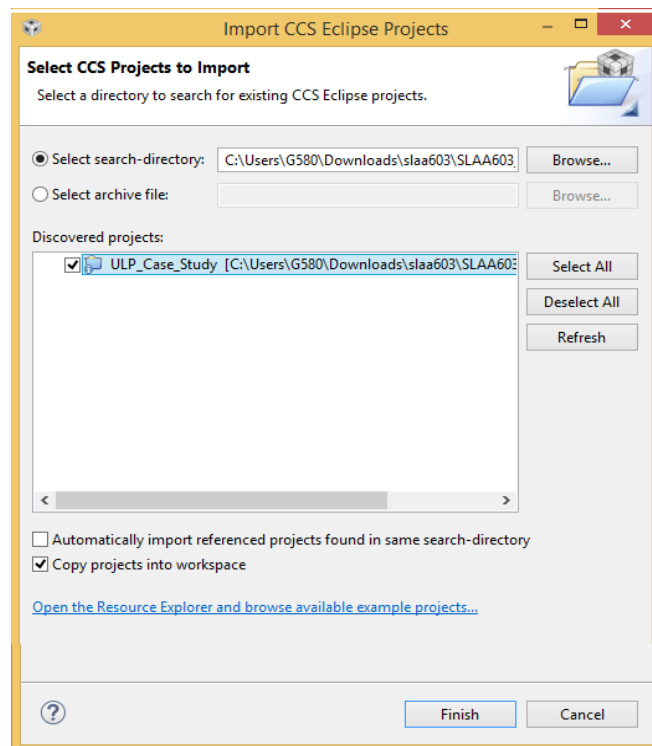 Import CCS Eclipse Projects
Select CCS Projects to Import
Select a directory to search for existing CCS Eclipse projects.
Select search-directory: C:\Users\G580\Downloads\slaa603\SLAA603_ Browse...
Select archive file: Browse...
Discovered projects:
ULP_Case_Study [C:\Users\G580\Downloads\slaa603\SLAA603 Select All
Deselect All
Refresh
Automatically import referenced projects found in same search-directory
Copy projects into workspace
Open the Resource Explorer and browse available example projects...
? Finish Cancel